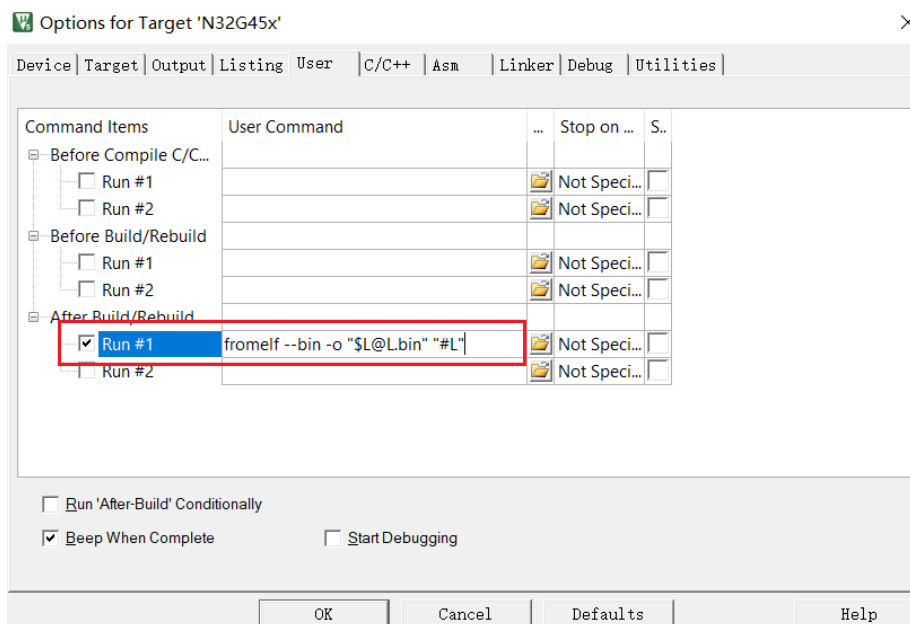 Options for Target 'N32G45x'
Device Target Output Listing User C/C++ Asm Linker Debug Utilities
Command Items User Command ... Stop on ... S..
Before Compile C/C...
Run #1 Not Speci...
Run #2 Not Speci...
Before Build/Rebuild
Run #1 Not Speci...
Run #2 Not Speci...
After Build/Rebuild
Run #1 fromelf --bin -o "$L@L.bin" "#L" Not Speci...
Run #2 Not Speci...
Run 'After-Build' Conditionally
Beep When Complete Start Debugging
OK Cancel Defaults Help